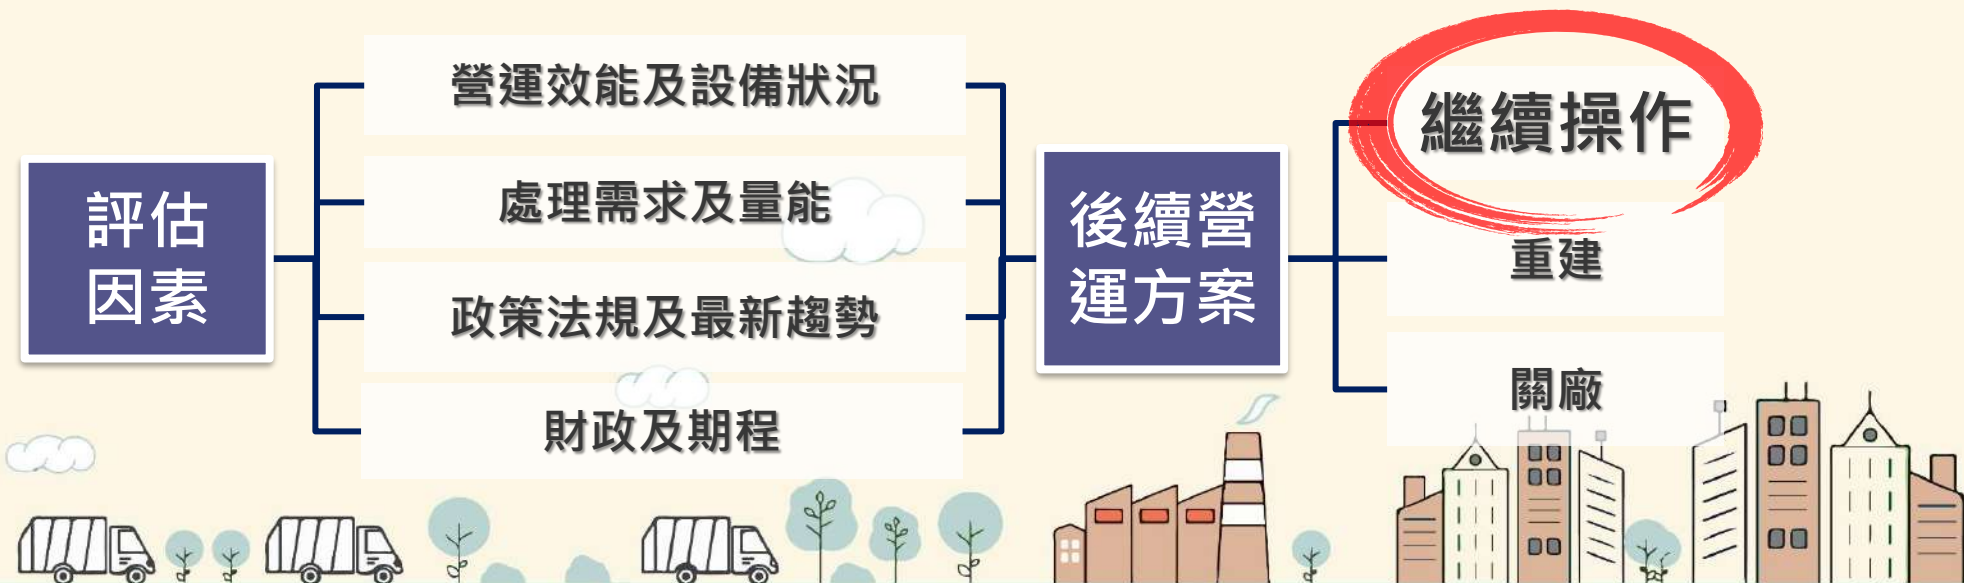 評估
因素
營運效能及設備狀況
處理需求及量能
政策法規及最新趨勢
財政及期程
後續營
運方案
繼續操作
重建
關廠